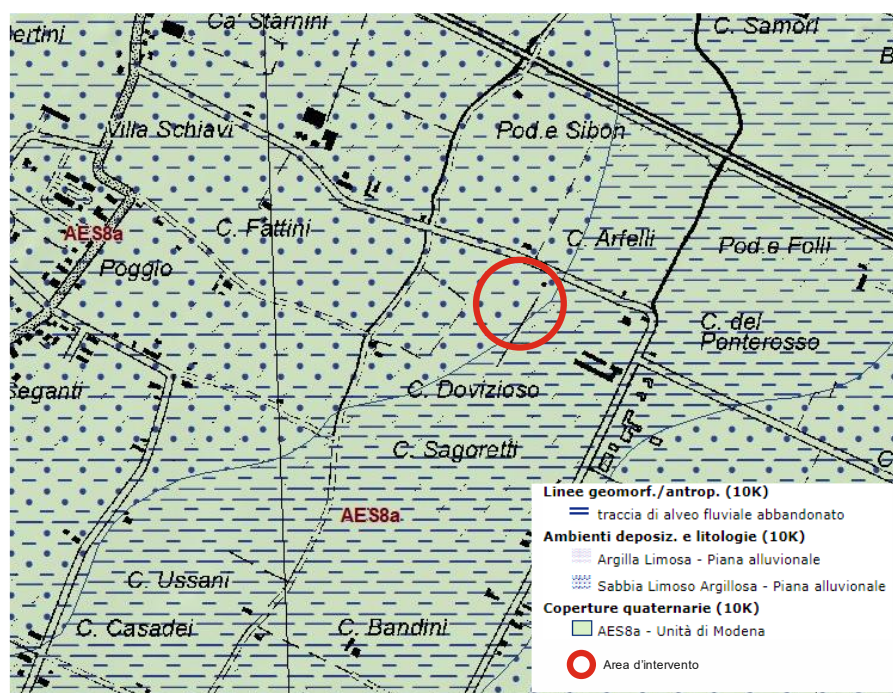 Ca' Starnini
C. Samorì
ertini
B
Villa Schiavi
Pod.e Sibon
C. Fattini
C. Arfelli
Pod.e Folli
AES8a
Poggio
C. del
Ponterosso
Seganti
C. Dovizioso
C. Sagoretti
C
AES8a
C. Ussani
C. Casadei
C. Bandini
Linee geomorf./antrop. (10K)
traccia di alveo fluviale abbandonato
Ambienti deposiz. e litologie (10K)
Argilla Limosa - Piana alluvionale
Sabbia Limoso Argillosa - Piana alluvionale
Coperture quaternarie (10K)
AES8a - Unità di Modena
Area d'intervento